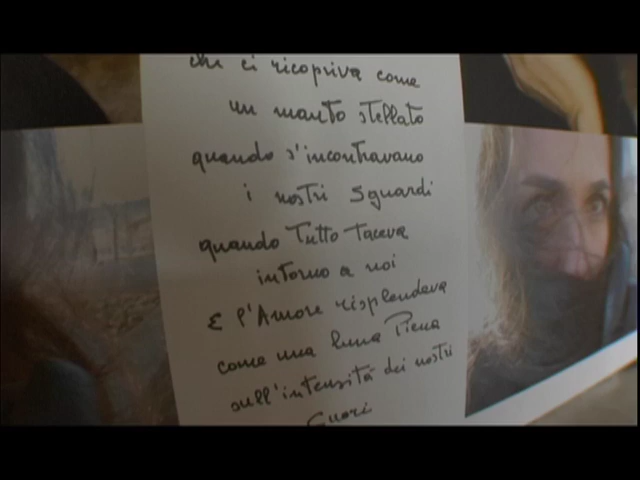 che ci ricopriva come
un manto stellato
quando s'incontravano
i nostri sguardi
quando Tutto Taceva
intorno a noi
E l'Amore risplendeva
come una luna Piena
sull'intensità dei nostri
Cuori